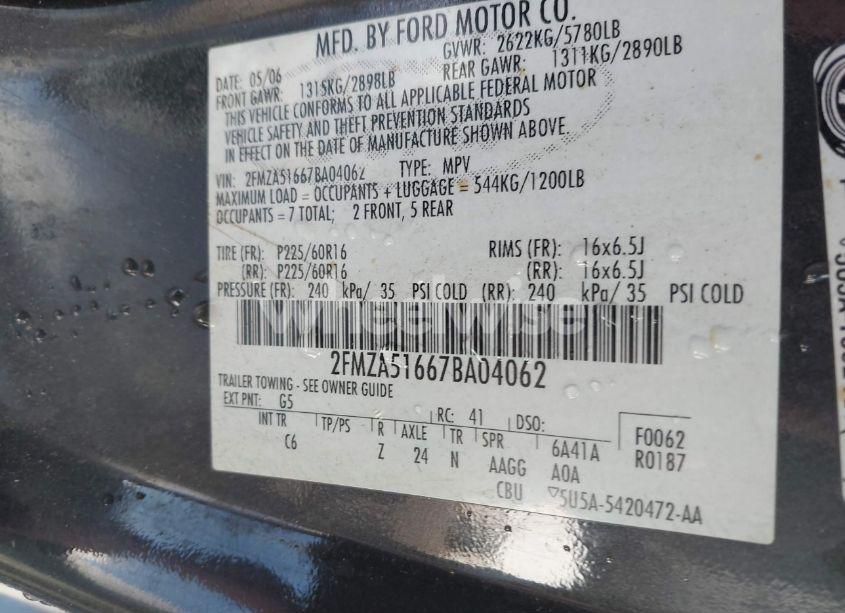 MFD. BY FORD MOTOR CO.
DATE: 05/06 GVWR: 2622KG/5780LB
FRONT GAWR: 1315KG/2898LB REAR GAWR: 1311KG/2890LB
THIS VEHICLE CONFORMS TO ALL APPLICABLE FEDERAL MOTOR
VEHICLE SAFETY AND THEFT PREVENTION STANDARDS
IN EFFECT ON THE DATE OF MANUFACTURE SHOWN ABOVE.
VIN: 2FMZA51667BA04062 TYPE: MPV
MAXIMUM LOAD = OCCUPANTS + LUGGAGE = 544KG/1200LB
OCCUPANTS = 7 TOTAL; 2 FRONT, 5 REAR
TIRE (FR): P225/60R16 RIMS (FR): 16x6.5J
(RR): P225/60R16 (RR): 16x6.5J
PRESSURE (FR): 240 kPa/ 35 PSI COLD (RR): 240 kPa/ 35 PSI COLD
wheelwise
2FMZA51667BA04062
TRAILER TOWING - SEE OWNER GUIDE
EXT PNT: G5 RC: 41 DSO: F0062
INT TR TP/PS R AXLE TR SPR 6A41A R0187
C6 Z 24 N AAGG A0A
CBU 5U5A-5420472-AA